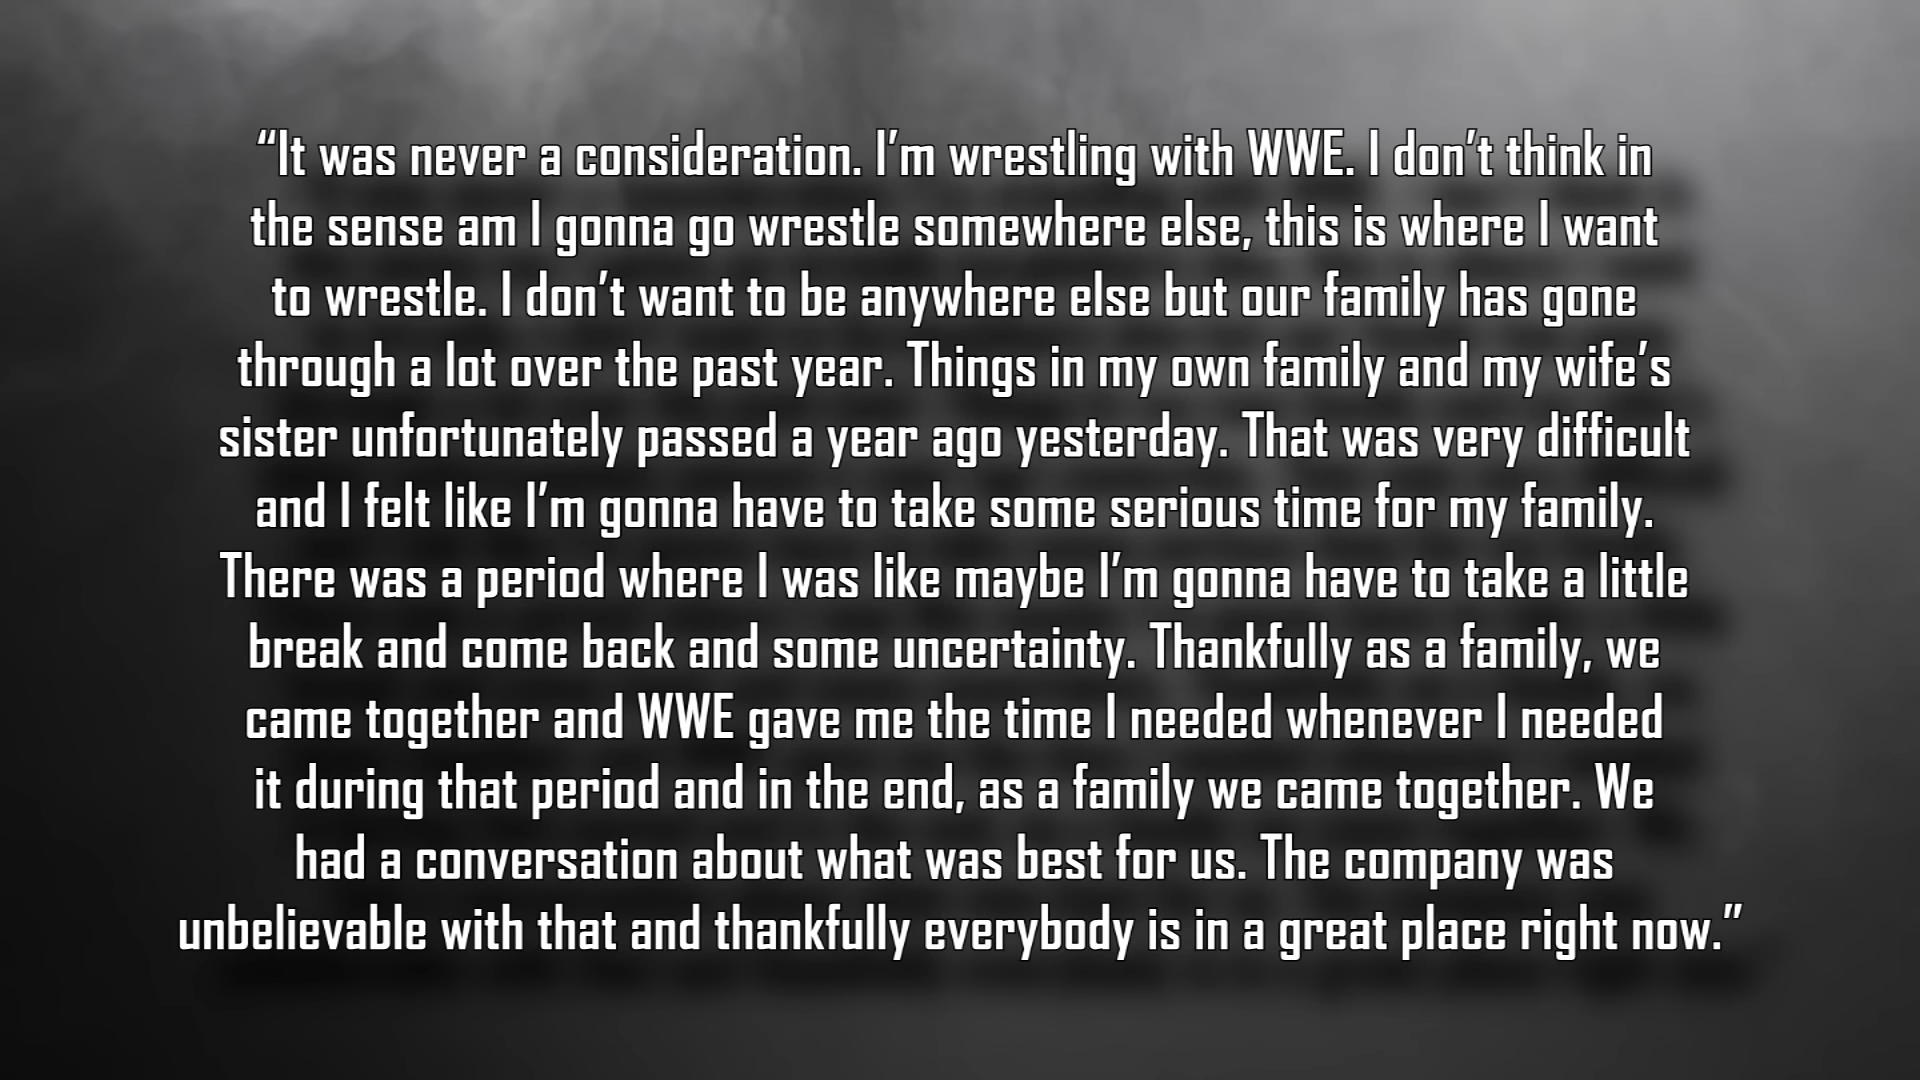 “It was never a consideration. I’m wrestling with WWE. I don’t think in
the sense am I gonna go wrestle somewhere else, this is where I want
to wrestle. I don’t want to be anywhere else but our family has gone
through a lot over the past year. Things in my own family and my wife’s
sister unfortunately passed a year ago yesterday. That was very difficult
and I felt like I’m gonna have to take some serious time for my family.
There was a period where I was like maybe I’m gonna have to take a little
break and come back and some uncertainty. Thankfully as a family, we
came together and WWE gave me the time I needed whenever I needed
it during that period and in the end, as a family we came together. We
had a conversation about what was best for us. The company was
unbelievable with that and thankfully everybody is in a great place right now.”